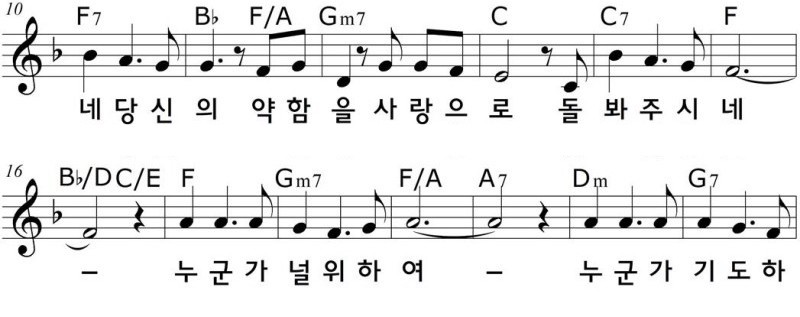 10 F7 B♭ F/A Gm7 C C7 F
네 당 신 의 약 함 을 사 랑 으 로 돌 봐 주 시 네
16 B♭/D C/E F Gm7 F/A A7 Dm G7
– 누 군 가 널 위 하 여 – 누 군 가 기 도 하